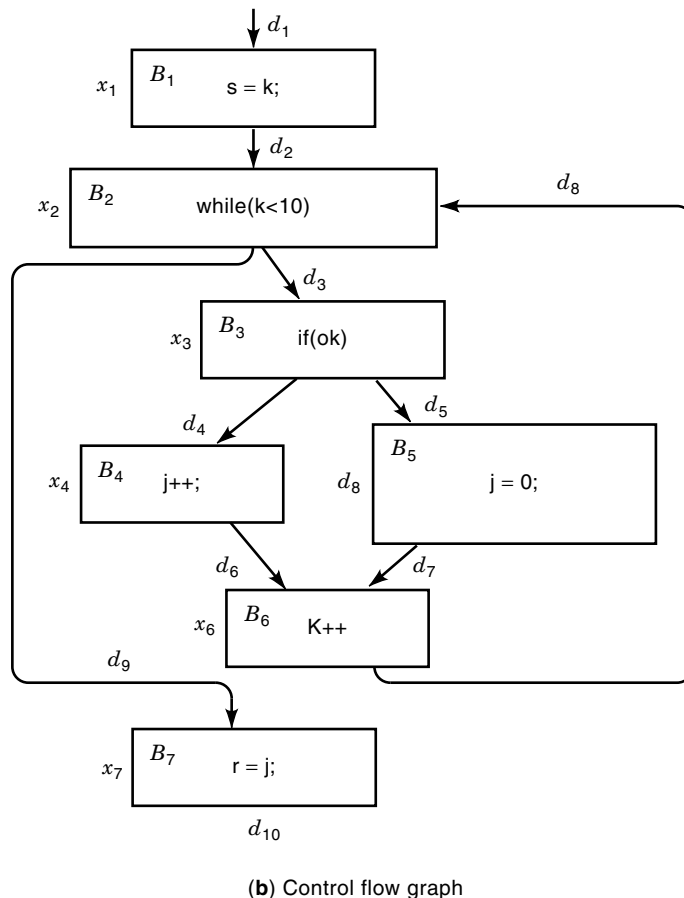 d1
B1
x1 s = k;
d2
B2
x2 while(k<10)
d8
d3
B3
x3 if(ok)
d4
d5
B4
x4 j++;
B5
d8 j = 0;
d6
d7
B6
x6 K++
d9
B7
x7 r = j;
d10
(b) Control flow graph